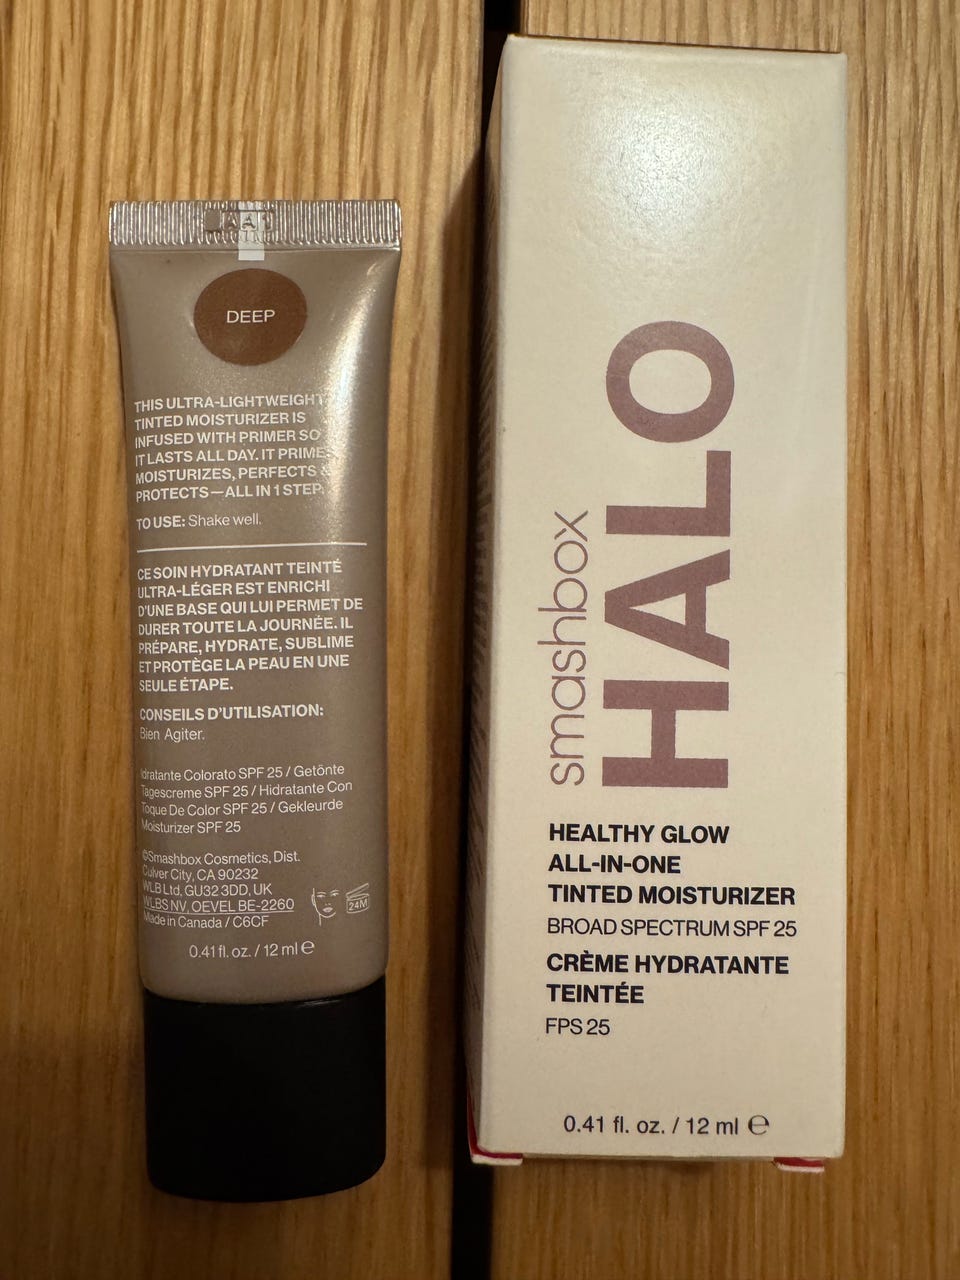 DEEP
THIS ULTRA-LIGHTWEIGHT
TINTED MOISTURIZER IS
INFUSED WITH PRIMER SO
IT LASTS ALL DAY. IT PRIMES
MOISTURIZES, PERFECTS &
PROTECTS—ALL IN 1 STEP.
TO USE: Shake well.
CE SOIN HYDRATANT TEINTÉ
ULTRA-LÉGER EST ENRICHI
D'UNE BASE QUI LUI PERMET DE
DURER TOUTE LA JOURNÉE. IL
PRÉPARE, HYDRATE, SUBLIME
ET PROTÈGE LA PEAU EN UNE
SEULE ÉTAPE.
CONSEILS D'UTILISATION:
Bien Agiter.
Idratante Colorato SPF 25 / Getönte
Tagescreme SPF 25 / Hidratante Con
Toque De Color SPF 25 / Gekleurde
Moisturizer SPF 25
©Smashbox Cosmetics, Dist.
Culver City, CA 90232
WLB Ltd, GU32 3DD, UK
WLBS NV, OEVEL BE-2260
Made in Canada / C6CF
24M
0.41 fl. oz. / 12 ml ℮
smashbox
HALO
HEALTHY GLOW
ALL-IN-ONE
TINTED MOISTURIZER
BROAD SPECTRUM SPF 25
CRÈME HYDRATANTE
TEINTÉE
FPS 25
0.41 fl. oz. / 12 ml ℮